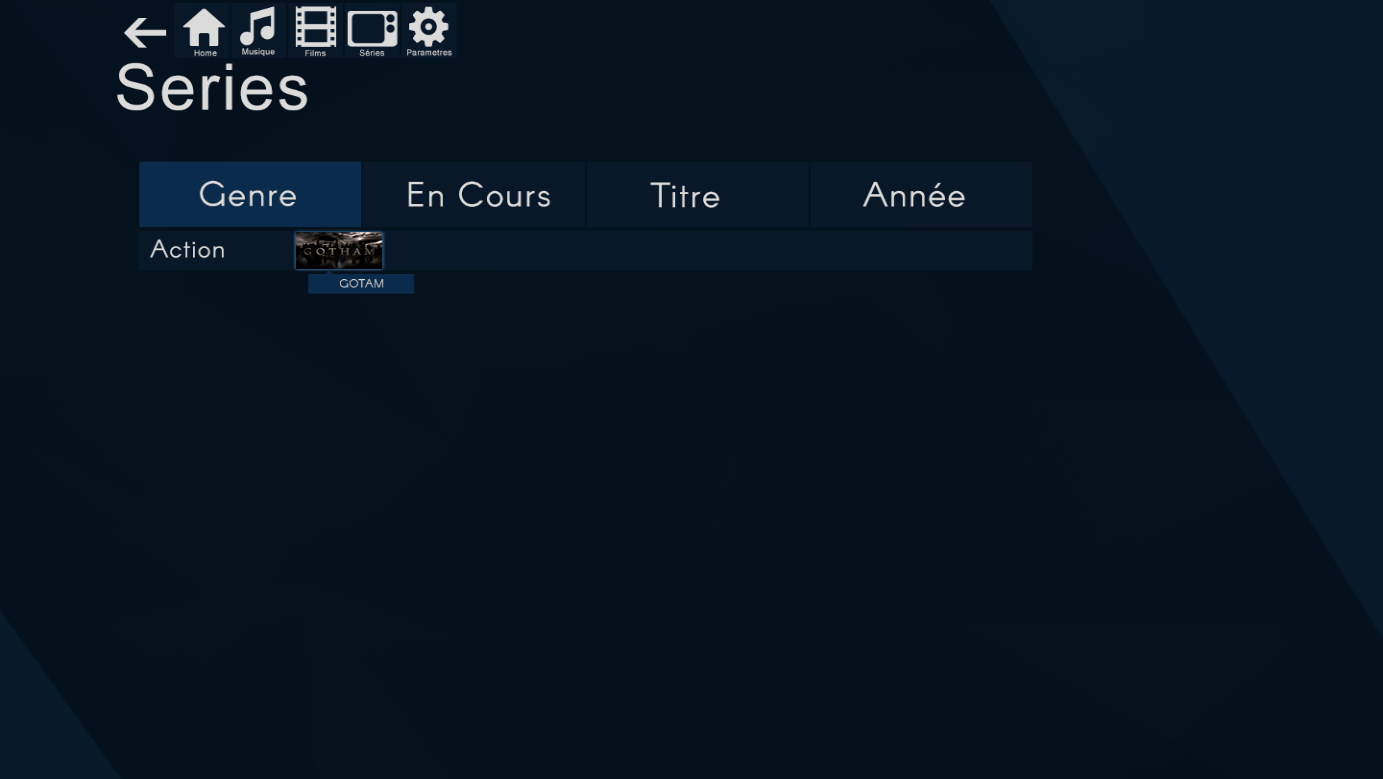 Home Musique Films Séries Parametres
Series
Genre En Cours Titre Année
Action GOTHAM
GOTAM